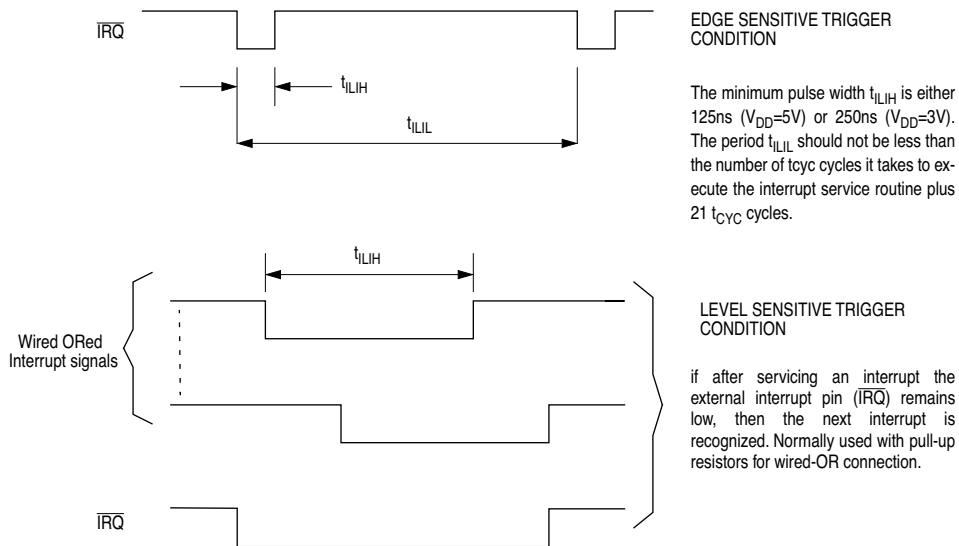 IRQ
EDGE SENSITIVE TRIGGER
CONDITION
tILIH
tILIL
The minimum pulse width tILIH is either
125ns (VDD=5V) or 250ns (VDD=3V).
The period tILIL should not be less than
the number of tcyc cycles it takes to ex-
ecute the interrupt service routine plus
21 tCYC cycles.
tILIH
Wired ORed
Interrupt signals
LEVEL SENSITIVE TRIGGER
CONDITION
if after servicing an interrupt the
external interrupt pin (IRQ) remains
low, then the next interrupt is
recognized. Normally used with pull-up
resistors for wired-OR connection.
IRQ